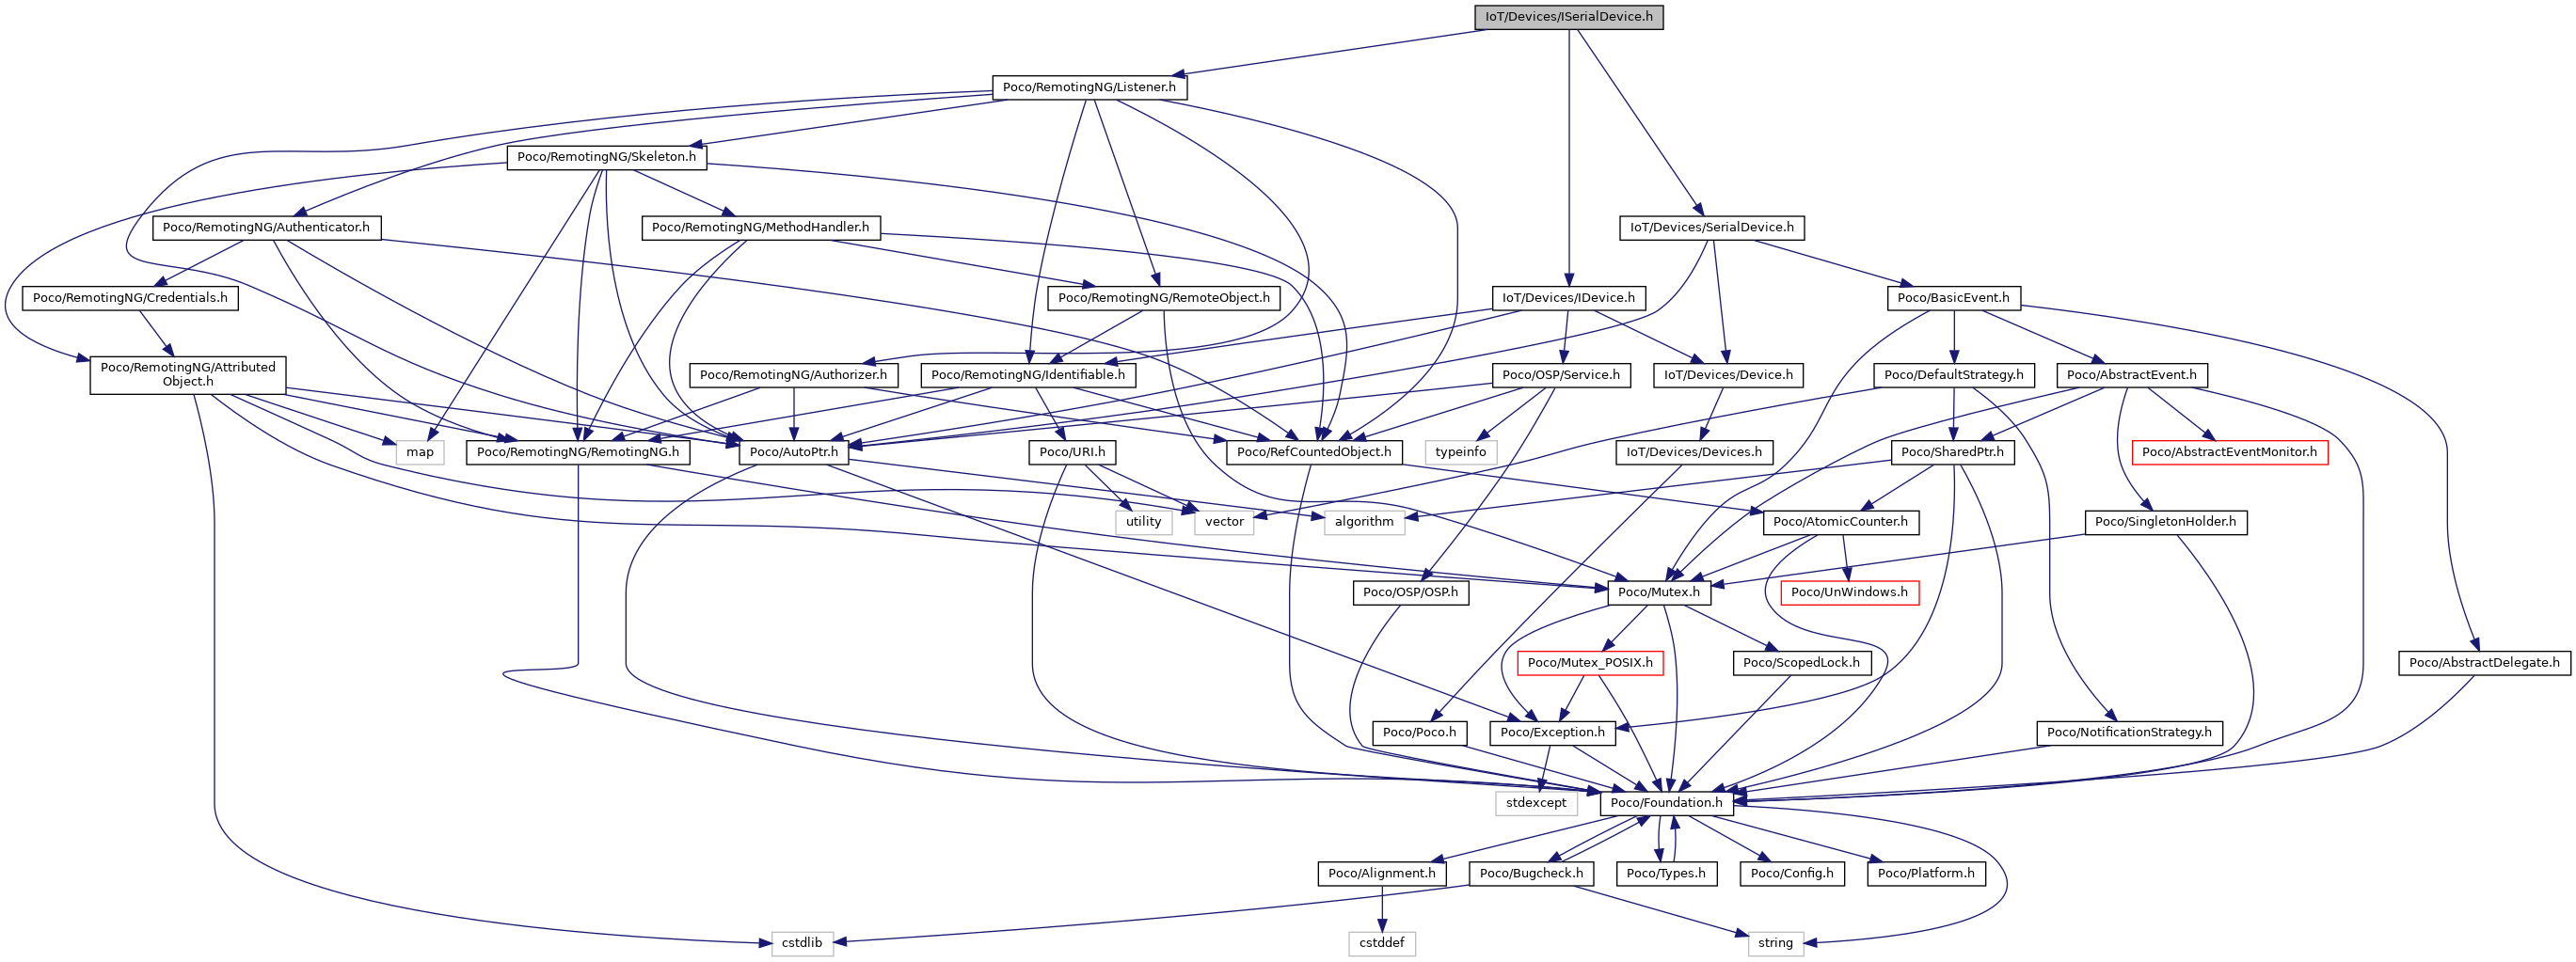 IoT/Devices/ISerialDevice.h
Poco/RemotingNG/Listener.h
Poco/RemotingNG/Skeleton.h
Poco/RemotingNG/Authenticator.h
Poco/RemotingNG/MethodHandler.h
IoT/Devices/SerialDevice.h
Poco/RemotingNG/Credentials.h
Poco/RemotingNG/RemoteObject.h
IoT/Devices/IDevice.h
Poco/BasicEvent.h
Poco/RemotingNG/Attributed
Object.h
Poco/RemotingNG/Authorizer.h
Poco/RemotingNG/Identifiable.h
Poco/OSP/Service.h
IoT/Devices/Device.h
Poco/DefaultStrategy.h
Poco/AbstractEvent.h
map
Poco/RemotingNG/RemotingNG.h
Poco/AutoPtr.h
Poco/URI.h
Poco/RefCountedObject.h
typeinfo
IoT/Devices/Devices.h
Poco/SharedPtr.h
Poco/AbstractEventMonitor.h
utility
vector
algorithm
Poco/AtomicCounter.h
Poco/SingletonHolder.h
Poco/OSP/OSP.h
Poco/Mutex.h
Poco/UnWindows.h
Poco/Mutex_POSIX.h
Poco/ScopedLock.h
Poco/AbstractDelegate.h
Poco/Poco.h
Poco/Exception.h
Poco/NotificationStrategy.h
stdexcept
Poco/Foundation.h
Poco/Alignment.h
Poco/Bugcheck.h
Poco/Types.h
Poco/Config.h
Poco/Platform.h
cstdlib
cstddef
string